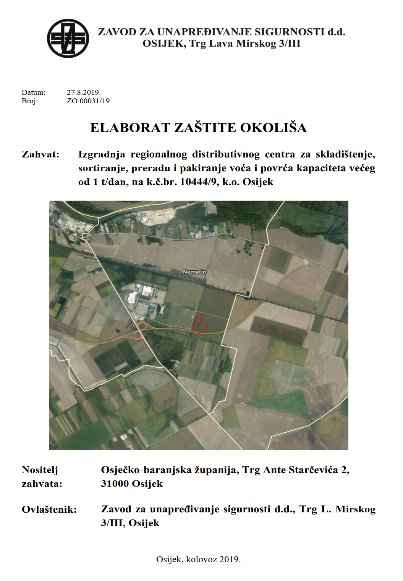 ZAVOD ZA UNAPREĐIVANJE SIGURNOSTI d.d.
OSIJEK, Trg Lava Mirskog 3/III
Datum: 27.8.2019.
Broj: ZO 00031/19
ELABORAT ZAŠTITE OKOLIŠA
Zahvat: Izgradnja regionalnog distributivnog centra za skladištenje,
sortiranje, preradu i pakiranje voća i povrća kapaciteta većeg
od 1 t/dan, na k.č.br. 10444/9, k.o. Osijek
Nemetin
Nositelj Osječko-baranjska županija, Trg Ante Starčevića 2,
zahvata: 31000 Osijek
Ovlaštenik: Zavod za unapređivanje sigurnosti d.d., Trg L. Mirskog
3/III, Osijek
Osijek, kolovoz 2019.